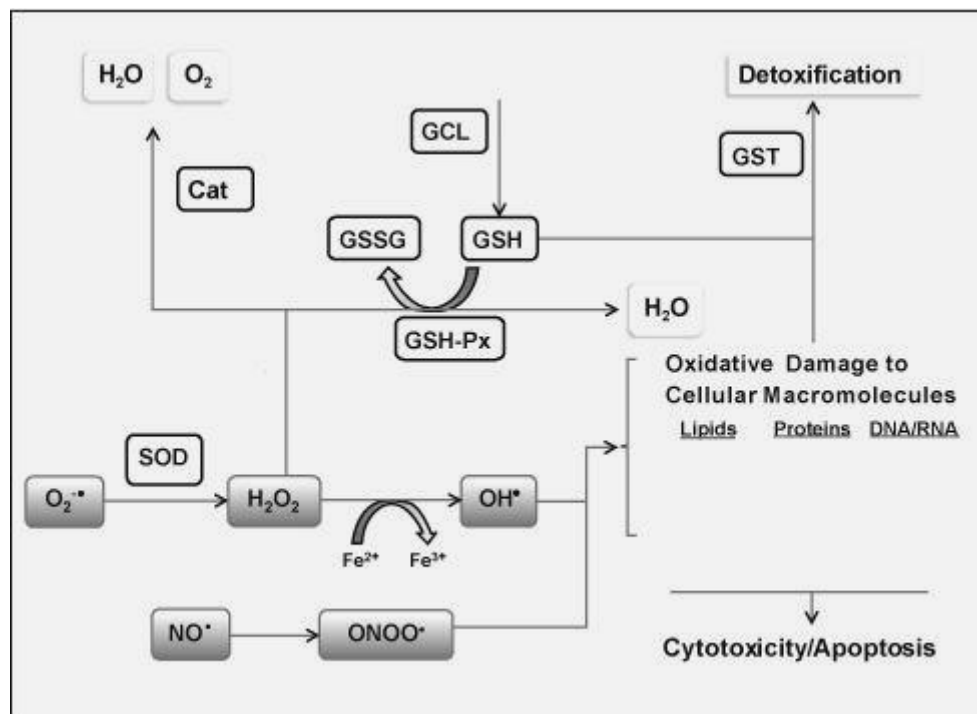 H₂O O₂
Detoxification
GCL
GST
Cat
GSSG GSH
H₂O
GSH-Px
Oxidative Damage to
Cellular Macromolecules
Lipids Proteins DNA/RNA
SOD
O₂⁻• H₂O₂ OH•
Fe²⁺ Fe³⁺
NO• ONOO•
Cytotoxicity/Apoptosis